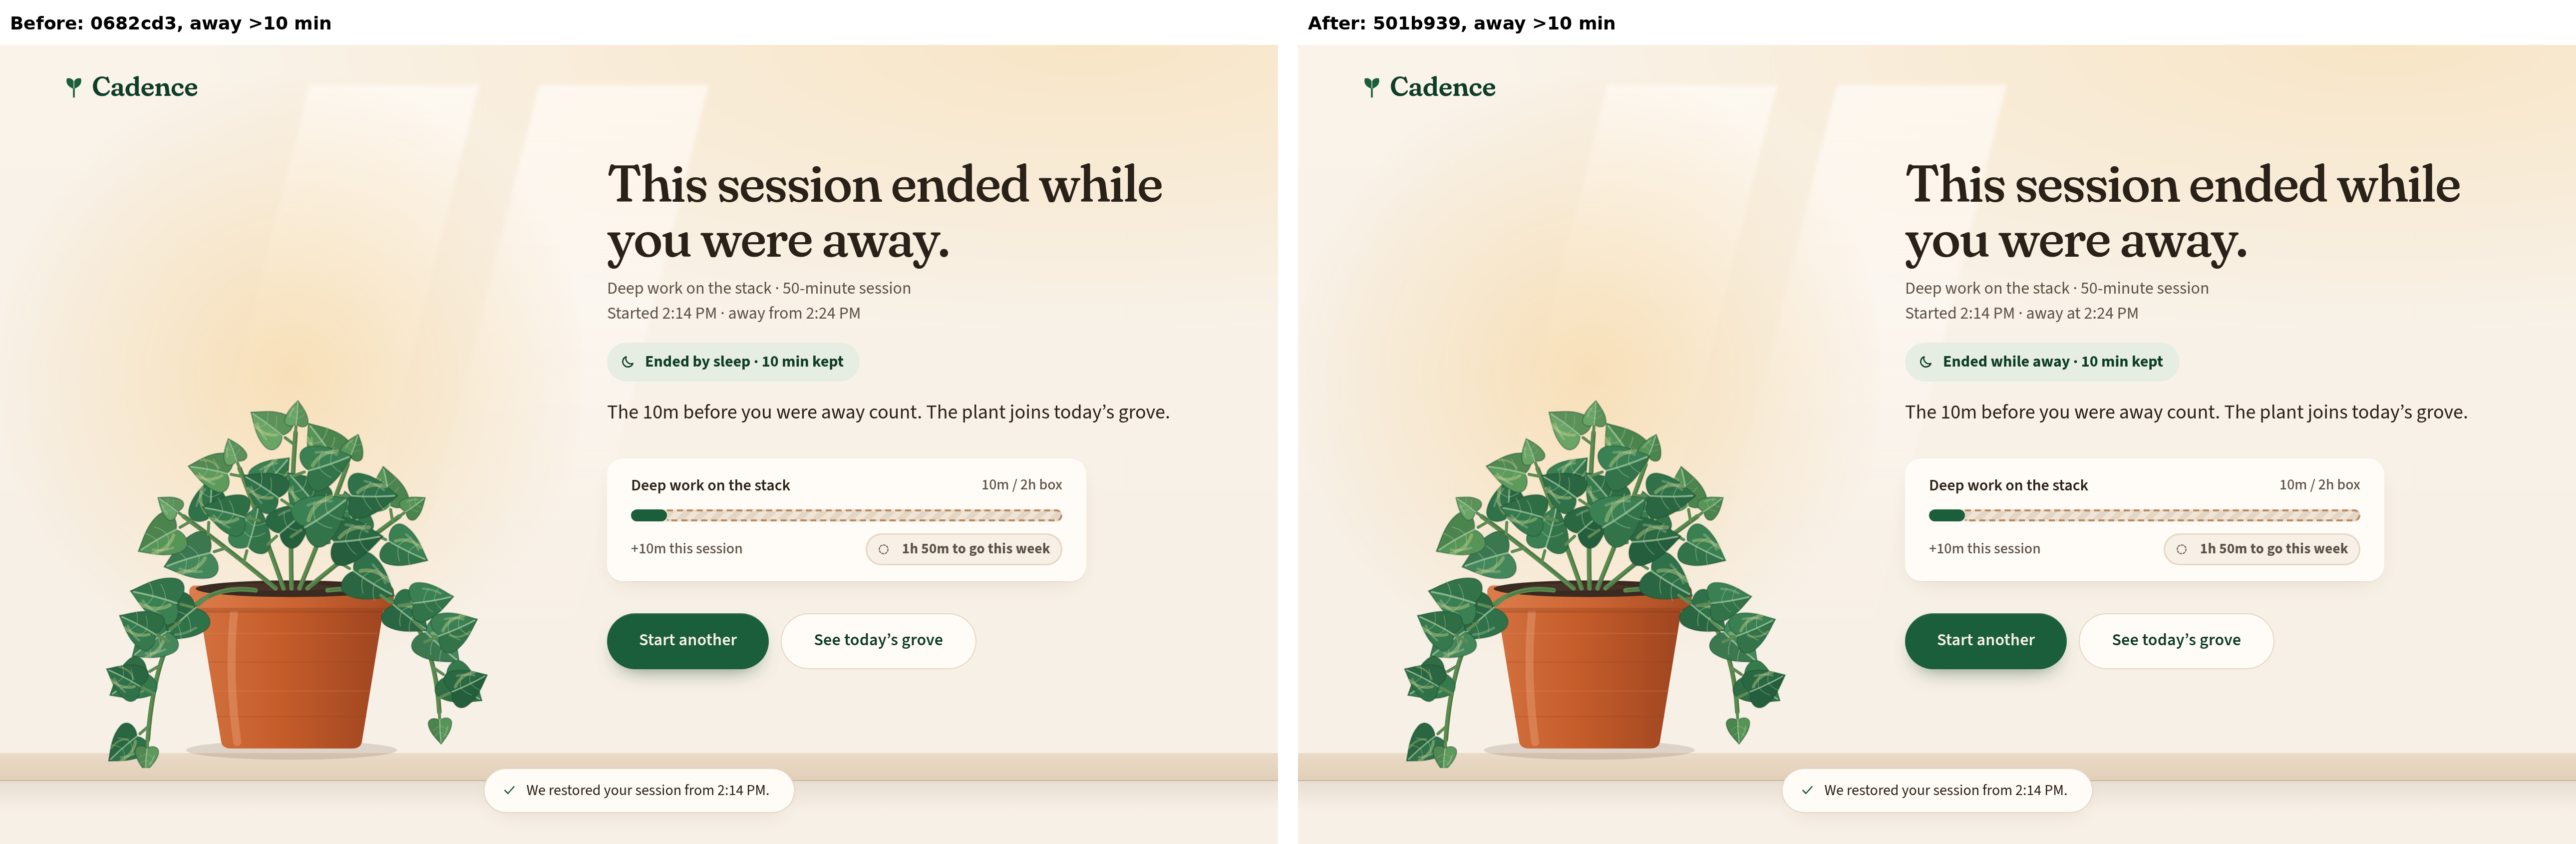 Before: 0682cd3, away >10 min
Cadence
This session ended while
you were away.
Deep work on the stack · 50-minute session
Started 2:14 PM · away from 2:24 PM
Ended by sleep · 10 min kept
The 10m before you were away count. The plant joins today’s grove.
Deep work on the stack
10m / 2h box
+10m this session
1h 50m to go this week
Start another
See today’s grove
We restored your session from 2:14 PM.
After: 501b939, away >10 min
Cadence
This session ended while
you were away.
Deep work on the stack · 50-minute session
Started 2:14 PM · away at 2:24 PM
Ended while away · 10 min kept
The 10m before you were away count. The plant joins today’s grove.
Deep work on the stack
10m / 2h box
+10m this session
1h 50m to go this week
Start another
See today’s grove
We restored your session from 2:14 PM.